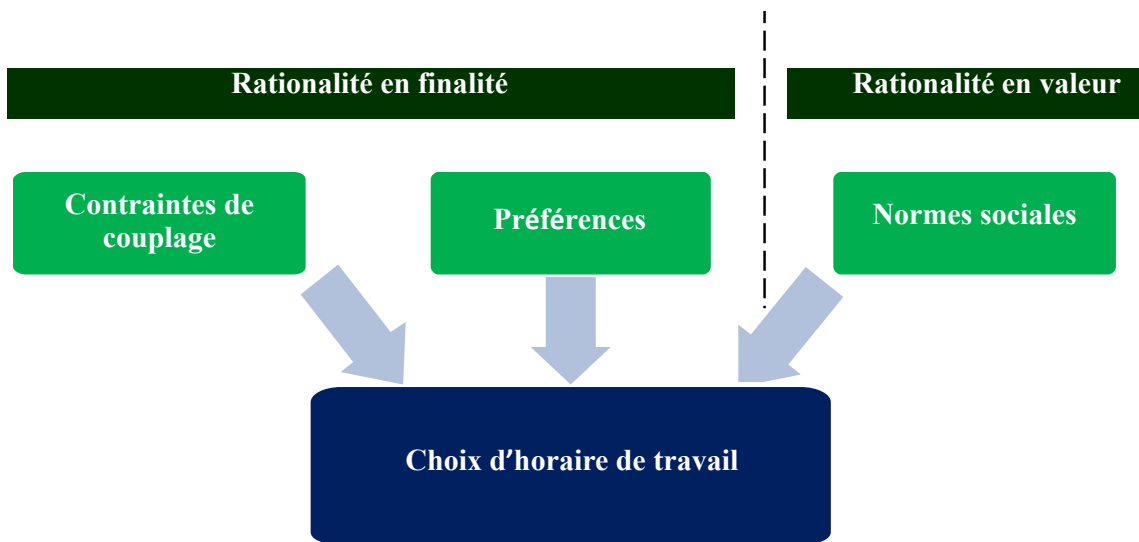 Rationalité en finalité
Rationalité en valeur
Contraintes de
couplage
Préférences
Normes sociales
Choix d'horaire de travail